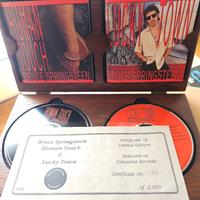 HUMAN
TOUCH
BRUCE SPRINGSTEEN
TOWN
BRUCE SPRINGSTEEN
Bruce Springsteen
Human Touch
&
Lucky Town
Certificate of
Limited Edition
Released on
Columbia Records
Certificate No.
of 2,000
1992